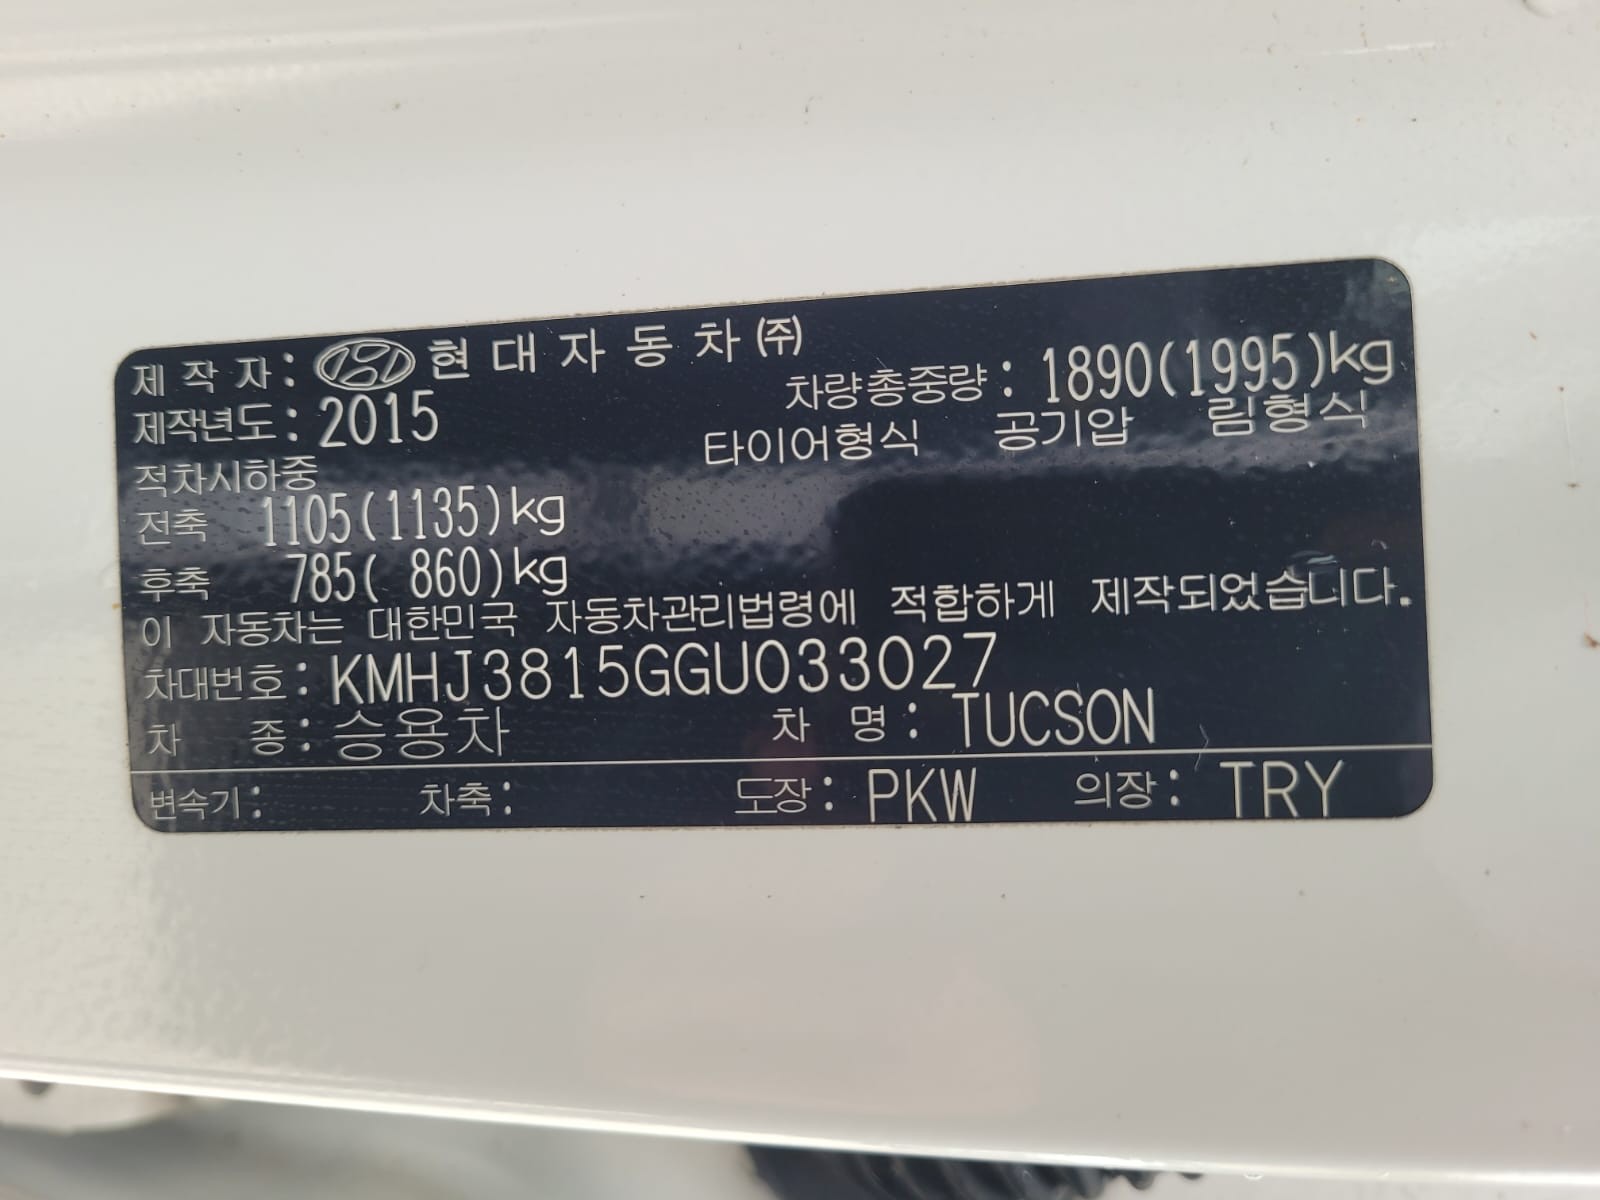 제 작 자 : 현 대 자 동 차 ㈜
제작년도 : 2015
차량총중량 : 1890(1995)kg
적차시하중
타이어형식 공기압 림형식
전축 1105(1135)kg
후축 785( 860)kg
이 자동차는 대한민국 자동차관리법령에 적합하게 제작되었습니다.
차대번호 : KMHJ3815GGU033027
차 종 : 승용차 차 명 : TUCSON
변속기 : 차축 : 도장 : PKW 의장 : TRY